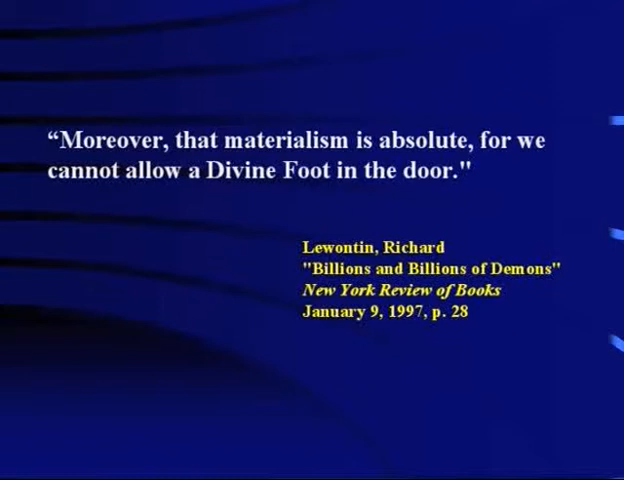 “Moreover, that materialism is absolute, for we
cannot allow a Divine Foot in the door."
Lewontin, Richard
"Billions and Billions of Demons"
New York Review of Books
January 9, 1997, p. 28